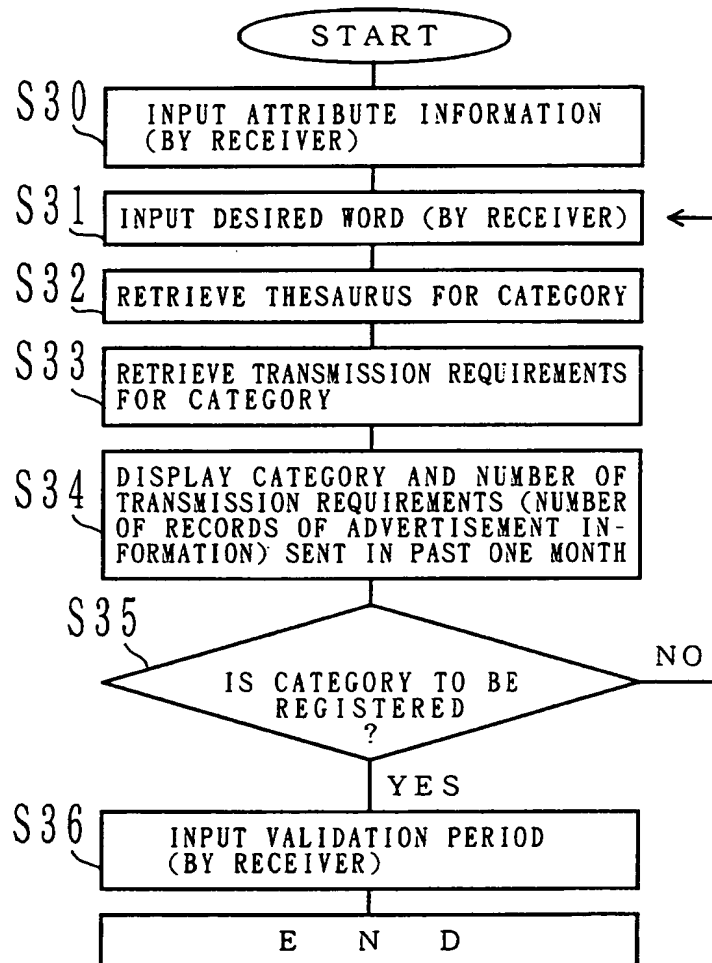 START
S30
INPUT ATTRIBUTE INFORMATION
(BY RECEIVER)
S31
INPUT DESIRED WORD (BY RECEIVER)
S32
RETRIEVE THESAURUS FOR CATEGORY
S33
RETRIEVE TRANSMISSION REQUIREMENTS
FOR CATEGORY
S34
DISPLAY CATEGORY AND NUMBER OF
TRANSMISSION REQUIREMENTS (NUMBER
OF RECORDS OF ADVERTISEMENT IN-
FORMATION) SENT IN PAST ONE MONTH
S35
IS CATEGORY TO BE
REGISTERED
?
NO
YES
S36
INPUT VALIDATION PERIOD
(BY RECEIVER)
E N D